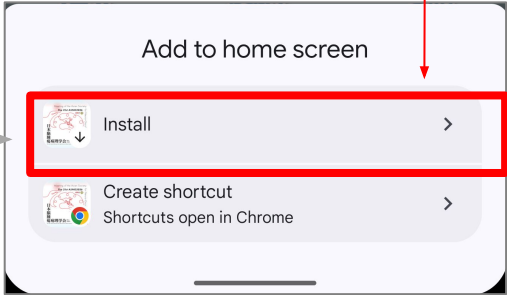 Add to home screen
Install
Create shortcut
Shortcuts open in Chrome